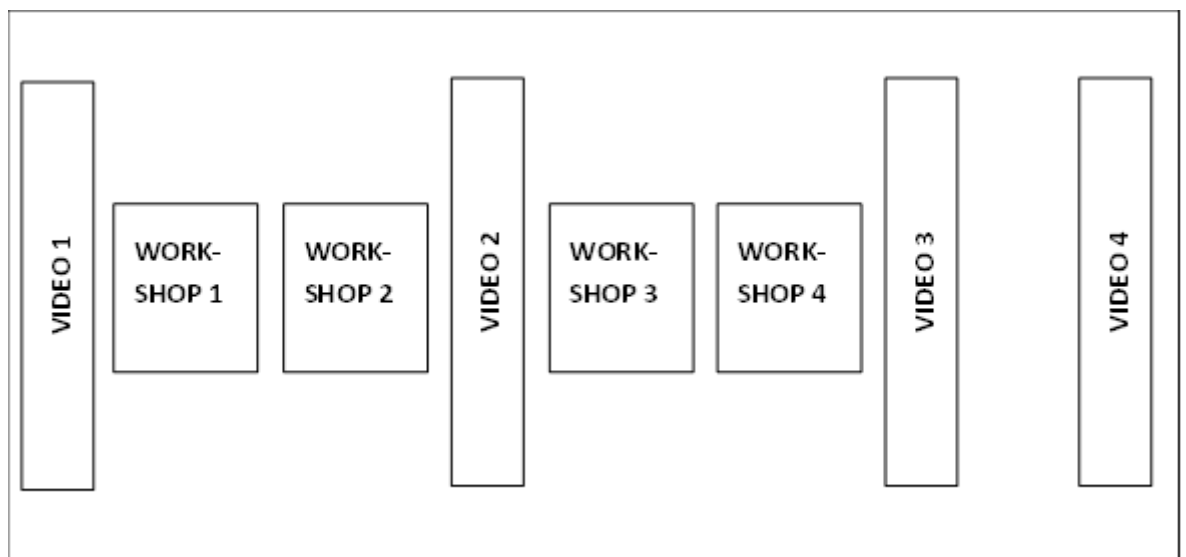 VIDEO 1
WORK-
SHOP 1
WORK-
SHOP 2
VIDEO 2
WORK-
SHOP 3
WORK-
SHOP 4
VIDEO 3
VIDEO 4